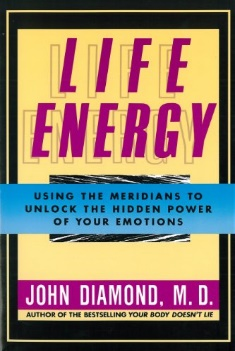 LIFE
ENERGY
USING THE MERIDIANS TO
UNLOCK THE HIDDEN POWER
OF YOUR EMOTIONS
JOHN DIAMOND, M. D.
AUTHOR OF THE BESTSELLING YOUR BODY DOESN'T LIE